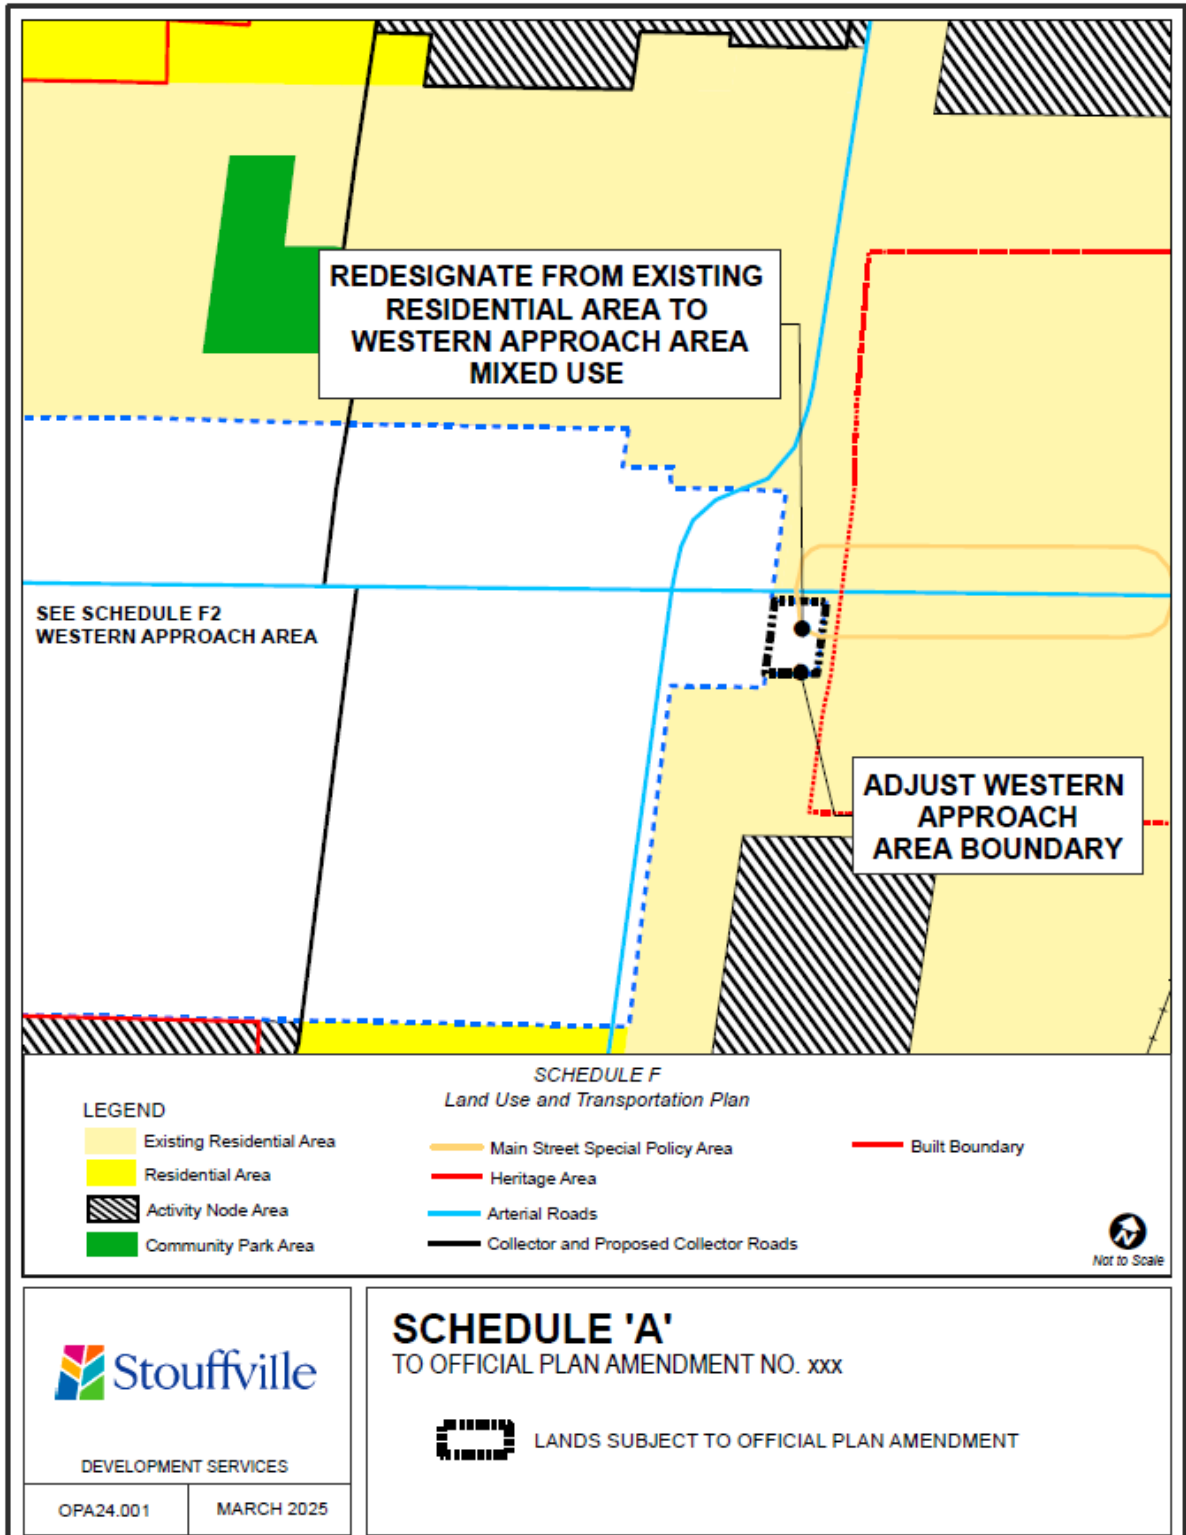 REDESIGNATE FROM EXISTING
RESIDENTIAL AREA TO
WESTERN APPROACH AREA
MIXED USE
SEE SCHEDULE F2
WESTERN APPROACH AREA
ADJUST WESTERN
APPROACH
AREA BOUNDARY
SCHEDULE F
Land Use and Transportation Plan
LEGEND
Existing Residential Area
Residential Area
Activity Node Area
Community Park Area
Main Street Special Policy Area
Heritage Area
Arterial Roads
Collector and Proposed Collector Roads
Built Boundary
N
Not to Scale
Stouffville
DEVELOPMENT SERVICES
OPA24.001
MARCH 2025
SCHEDULE 'A'
TO OFFICIAL PLAN AMENDMENT NO. xxx
LANDS SUBJECT TO OFFICIAL PLAN AMENDMENT